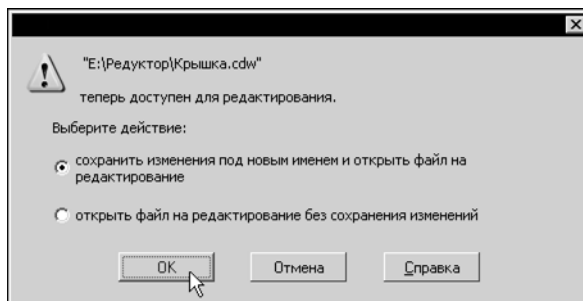 "E:\Редуктор\Крышка.cdw"
теперь доступен для редактирования.
Выберите действие:
сохранить изменения под новым именем и открыть файл на
редактирование
открыть файл на редактирование без сохранения изменений
OK Отмена Справка